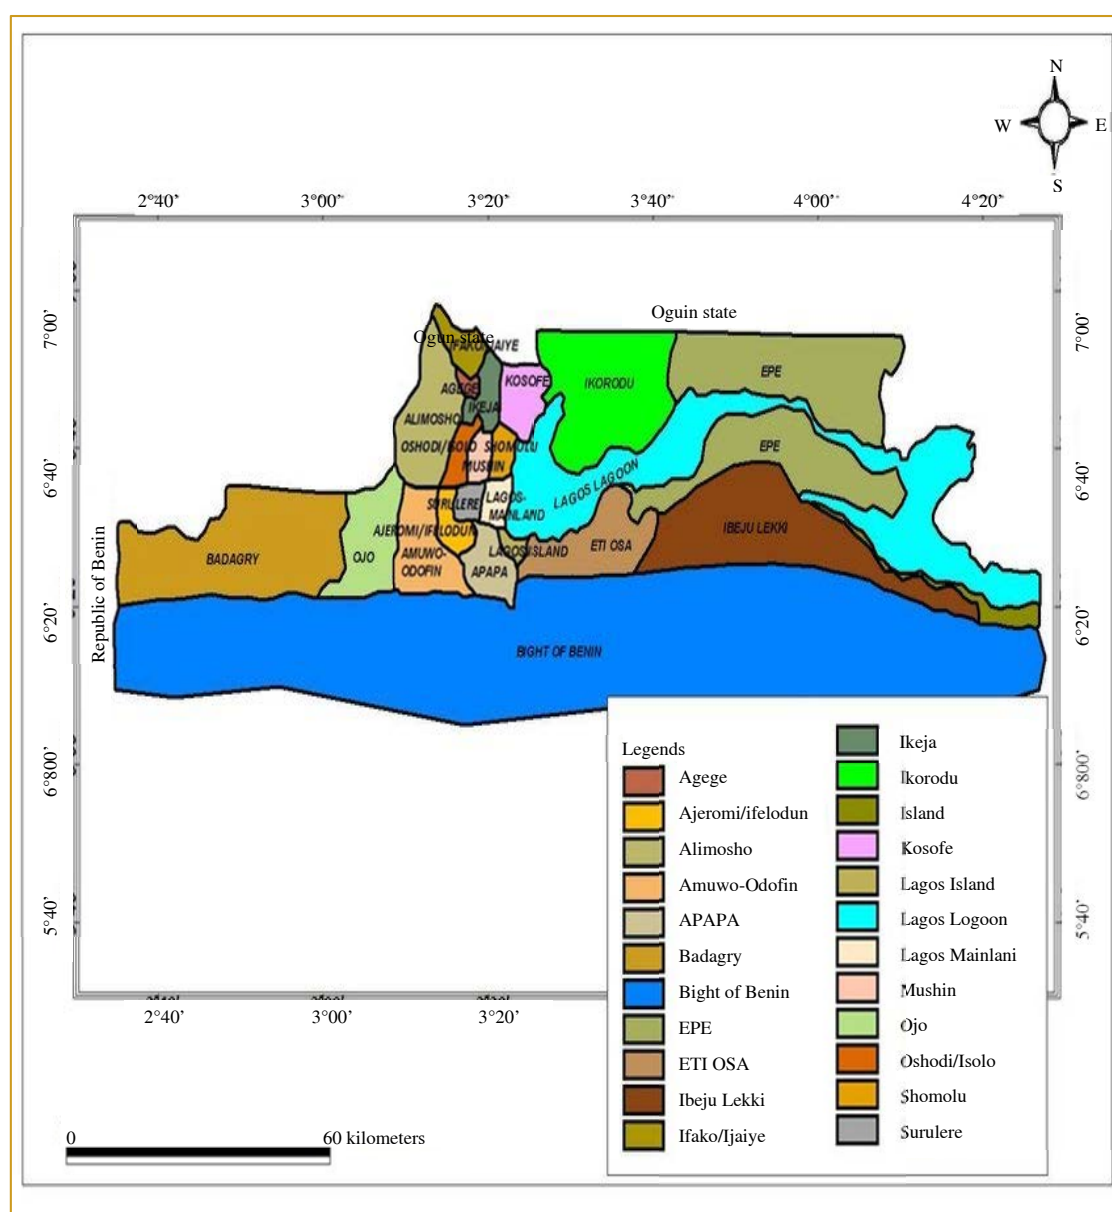 N
W E
S
2°40’ 3°00’ 3°20’ 3°40’ 4°00’ 4°20’
7°00’
6°40’
6°20’
6°800’
5°40’
Republic of Benin
Ogun state
Oguin state
IFAKO/IJAIYE
AGEGE
KOSOFE
IKEJA
IKORODU
EPE
ALIMOSHO
OSHODI/ISOLO
SHOMOLU
MUSHIN
EPE
LAGOS LAGOON
SURULERE
LAGOS-
MAINLAND
AJEROMI/IFELODUN
LAGOS ISLAND
ETI OSA
IBEJU LEKKI
BADAGRY
OJO
AMUWO-
ODOFIN
APAPA
BIGHT OF BENIN
7°00’
6°40’
6°20’
6°800’
5°40’
2°40’ 3°00’ 3°20’
Legends
Agege
Ajeromi/ifelodun
Alimosho
Amuwo-Odofin
APAPA
Badagry
Bight of Benin
EPE
ETI OSA
Ibeju Lekki
Ifako/Ijaiye
Ikeja
Ikorodu
Island
Kosofe
Lagos Island
Lagos Logoon
Lagos Mainlani
Mushin
Ojo
Oshodi/Isolo
Shomolu
Surulere
0 60 kilometers